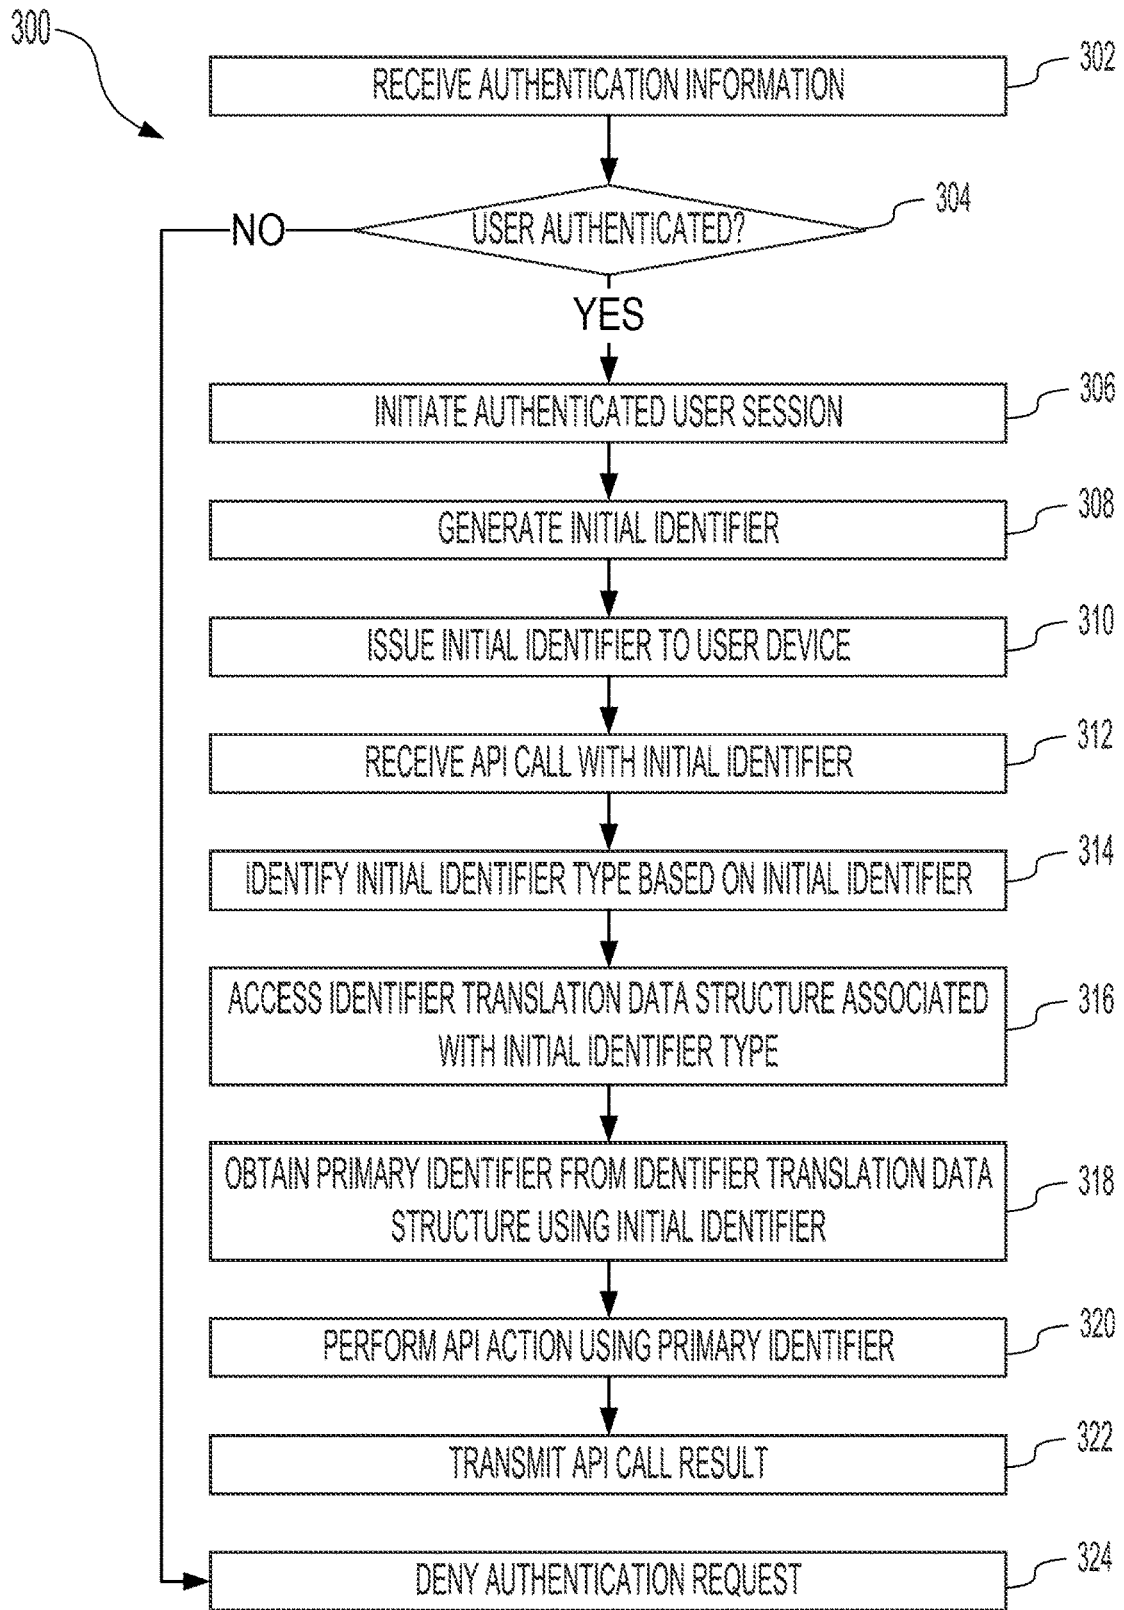 300
RECEIVE AUTHENTICATION INFORMATION
302
USER AUTHENTICATED?
304
NO
YES
INITIATE AUTHENTICATED USER SESSION
306
GENERATE INITIAL IDENTIFIER
308
ISSUE INITIAL IDENTIFIER TO USER DEVICE
310
RECEIVE API CALL WITH INITIAL IDENTIFIER
312
IDENTIFY INITIAL IDENTIFIER TYPE BASED ON INITIAL IDENTIFIER
314
ACCESS IDENTIFIER TRANSLATION DATA STRUCTURE ASSOCIATED
WITH INITIAL IDENTIFIER TYPE
316
OBTAIN PRIMARY IDENTIFIER FROM IDENTIFIER TRANSLATION DATA
STRUCTURE USING INITIAL IDENTIFIER
318
PERFORM API ACTION USING PRIMARY IDENTIFIER
320
TRANSMIT API CALL RESULT
322
DENY AUTHENTICATION REQUEST
324